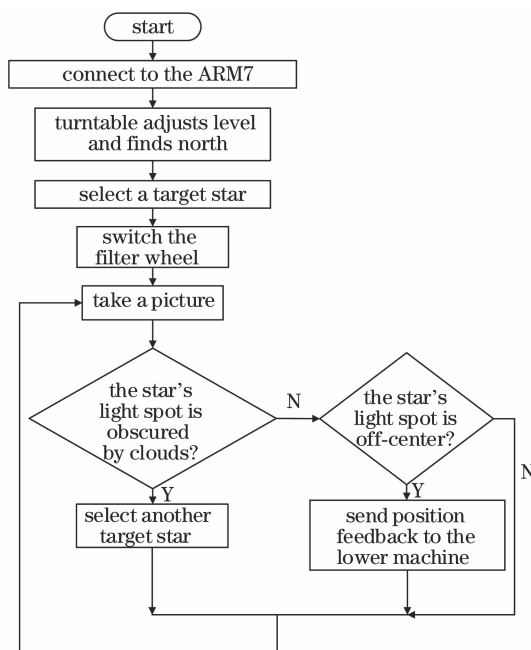 start
connect to the ARM7
turntable adjusts level
and finds north
select a target star
switch the
filter wheel
take a picture
the star's
light spot is
obscured
by clouds?
N
the star's
light spot is
off-center?
N
Y
select another
target star
Y
send position
feedback to the
lower machine